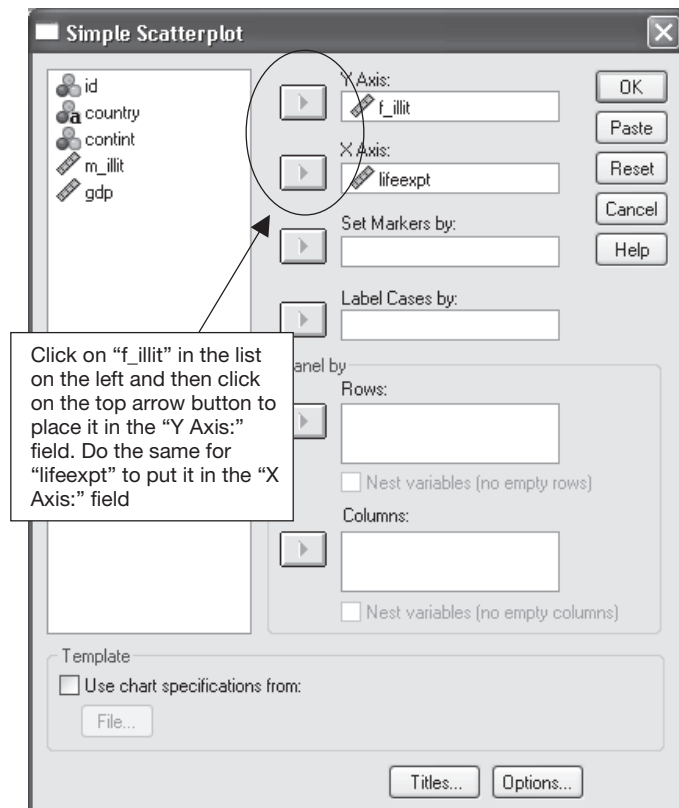 Simple Scatterplot
id
country
contint
m_illit
gdp
Y Axis:
f_illit
X Axis:
lifeexpt
Set Markers by:
Label Cases by:
OK
Paste
Reset
Cancel
Help
Click on “f_illit” in the list
on the left and then click
on the top arrow button to
place it in the “Y Axis:”
field. Do the same for
“lifeexpt” to put it in the “X
Axis:” field
anel by
Rows:
Nest variables (no empty rows)
Columns:
Nest variables (no empty columns)
Template
Use chart specifications from:
File...
Titles...
Options...